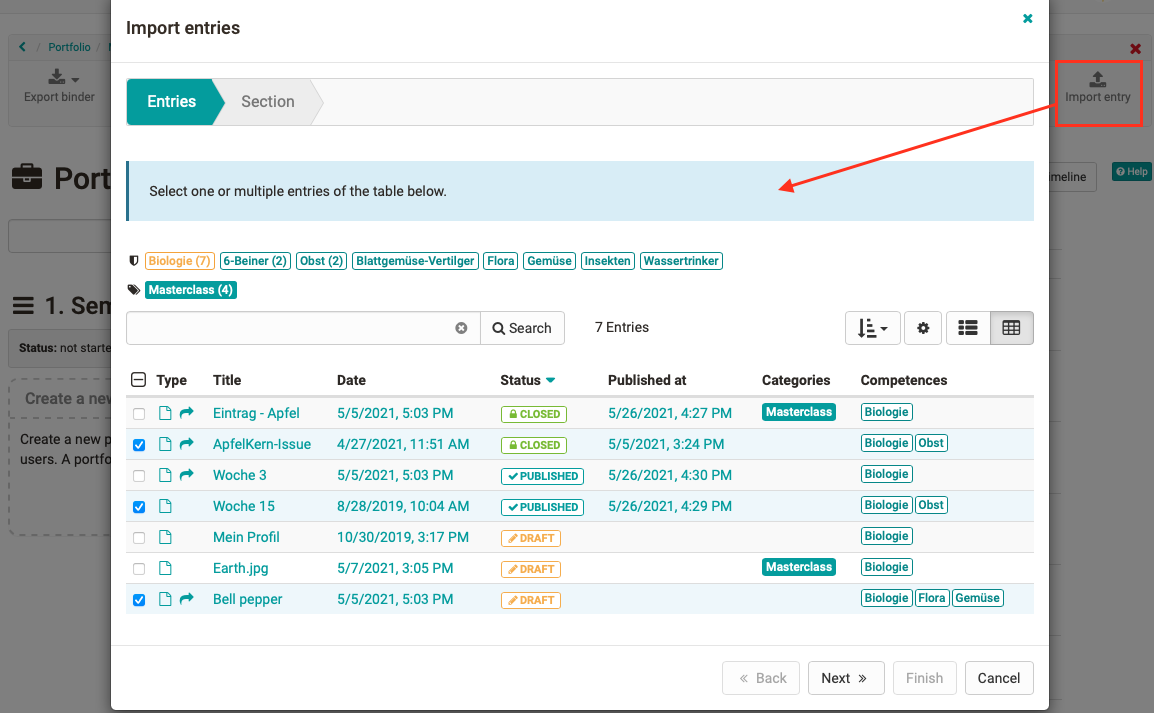 Import entries
Portfolio
Export binder
Import entry
Entries
Section
Select one or multiple entries of the table below.
Port
meline
Help
Biologie (7) 6-Beiner (2) Obst (2) Blattgemüse-Vertilger Flora Gemüse Insekten Wassertrinker
Masterclass (4)
1. Sem
Search
7 Entries
Status: not starte
Type Title Date Status Published at Categories Competences
Create a new
Eintrag - Apfel 5/5/2021, 5:03 PM CLOSED 5/26/2021, 4:27 PM Masterclass Biologie
Create a new p
ApfelKern-Issue 4/27/2021, 11:51 AM CLOSED 5/5/2021, 3:24 PM Biologie Obst
users. A portfo
Woche 3 5/5/2021, 5:03 PM PUBLISHED 5/26/2021, 4:30 PM Biologie
Woche 15 8/28/2019, 10:04 AM PUBLISHED 5/26/2021, 4:29 PM Biologie Obst
Mein Profil 10/30/2019, 3:17 PM DRAFT Biologie
Earth.jpg 5/7/2021, 3:05 PM DRAFT Masterclass Biologie
Bell pepper 5/5/2021, 5:03 PM DRAFT Biologie Flora Gemüse
« Back
Next »
Finish
Cancel